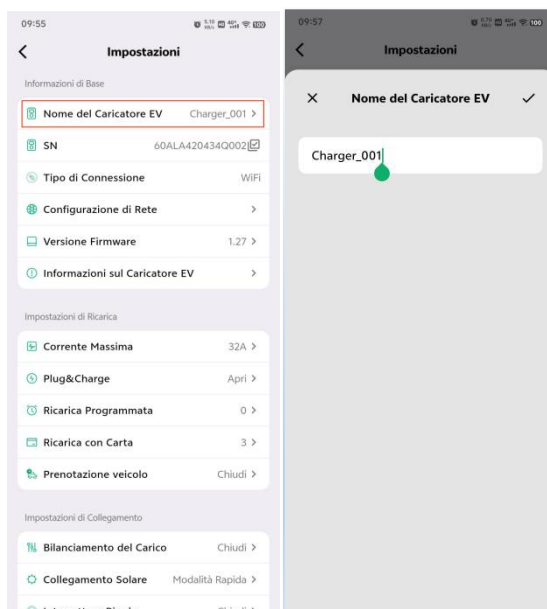 09:55
Impostazioni
Informazioni di Base
Nome del Caricatore EV Charger_001 >
SN 60ALA420434Q002
Tipo di Connessione WiFi
Configurazione di Rete >
Versione Firmware 1.27 >
Informazioni sul Caricatore EV >
Impostazioni di Ricarica
Corrente Massima 32A >
Plug&Charge Apri >
Ricarica Programmata 0 >
Ricarica con Carta 3 >
Prenotazione veicolo Chiudi >
Impostazioni di Collegamento
Bilanciamento del Carico Chiudi >
Collegamento Solare Modalità Rapida >
09:57
Impostazioni
Nome del Caricatore EV
Charger_001